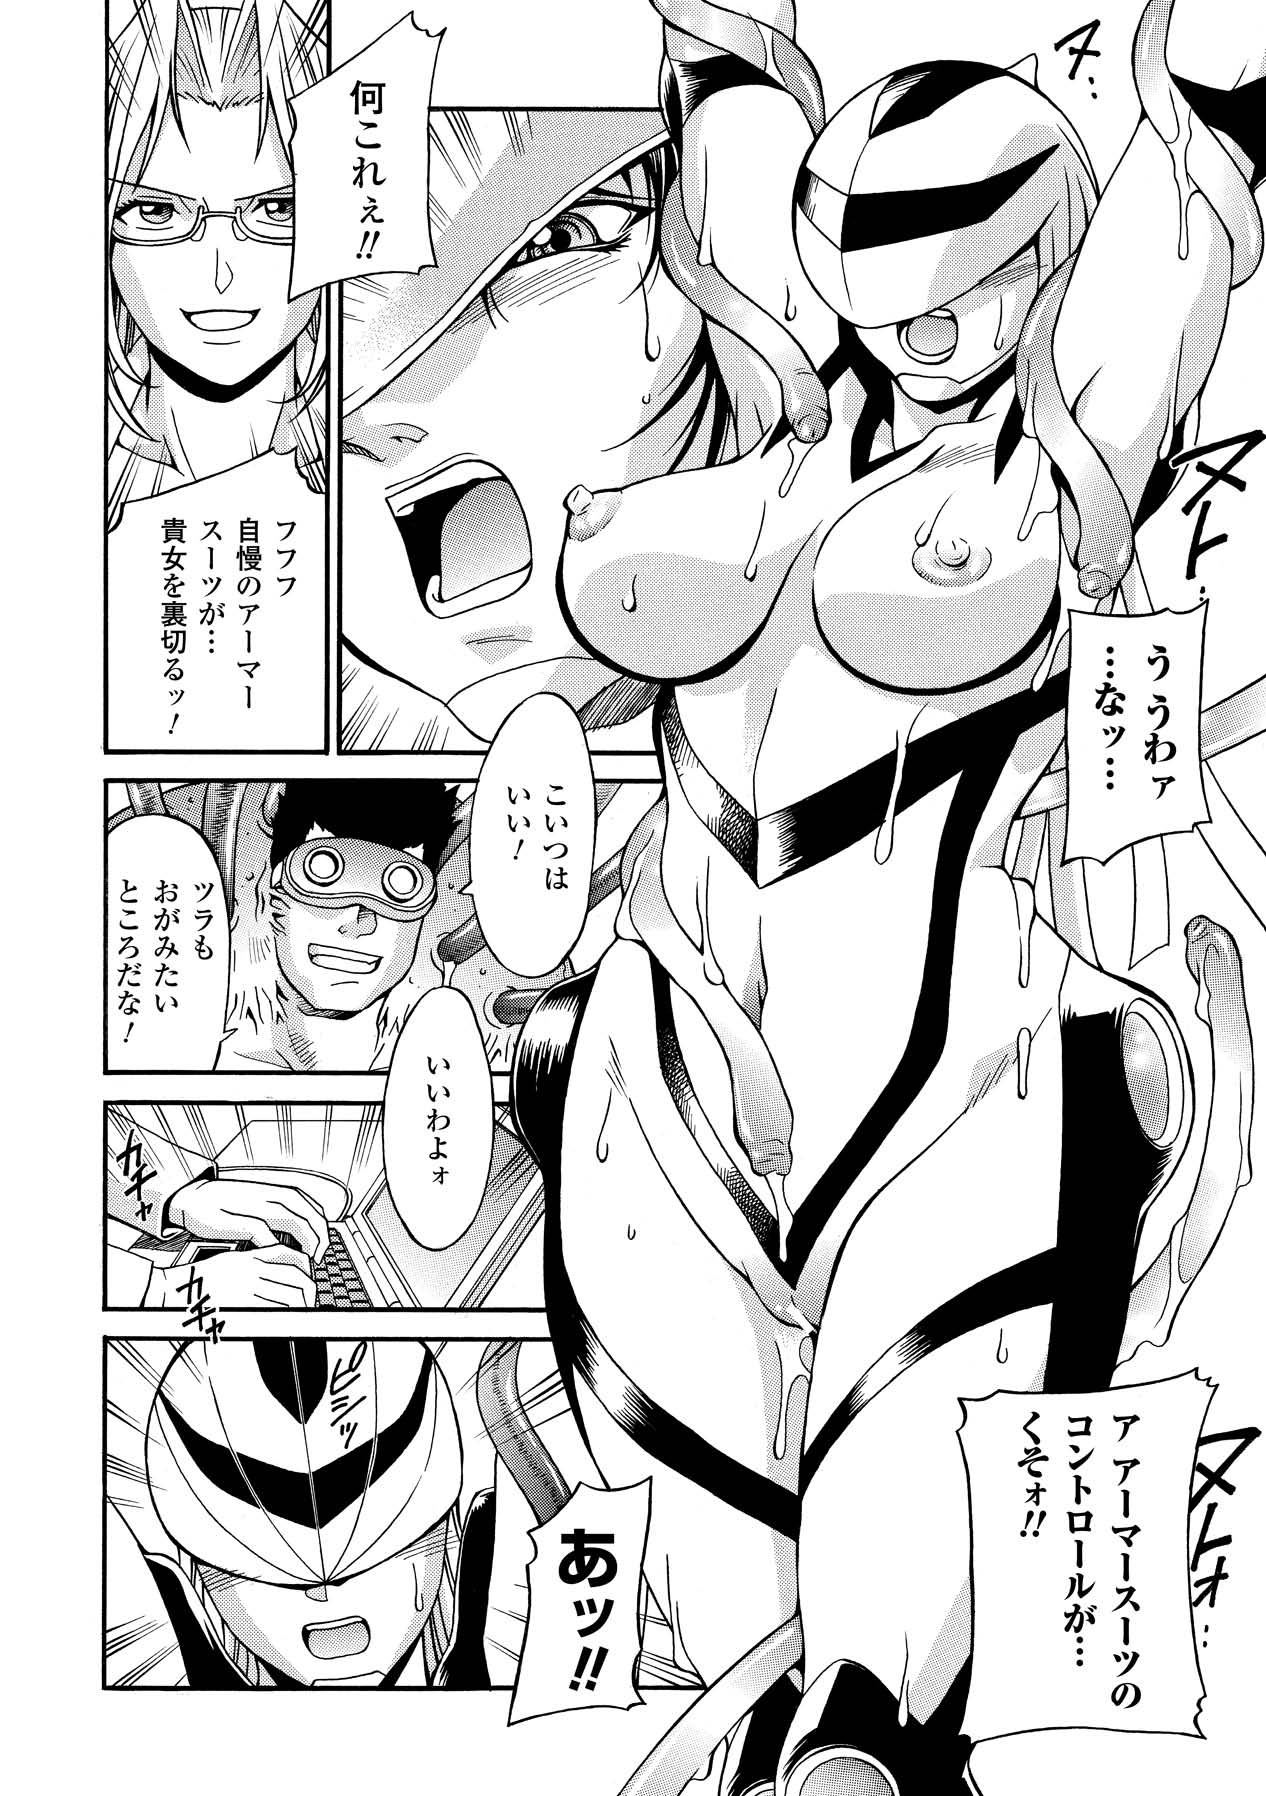 ヌ‥
ヌ
ト‥
う うわァ
…なッ…
ア アーマースーツの
コントロールが…
くそォ!!
ヌ
ト
ォ‥
何これぇ!!
フフフ
自慢のアーマー
スーツが…
貴女を裏切るッ!
こいつは
いい!
ツラも
おがみたい
ところだな!
いいわよォ
カチャ
カチャ
ピシッ
あッ!!